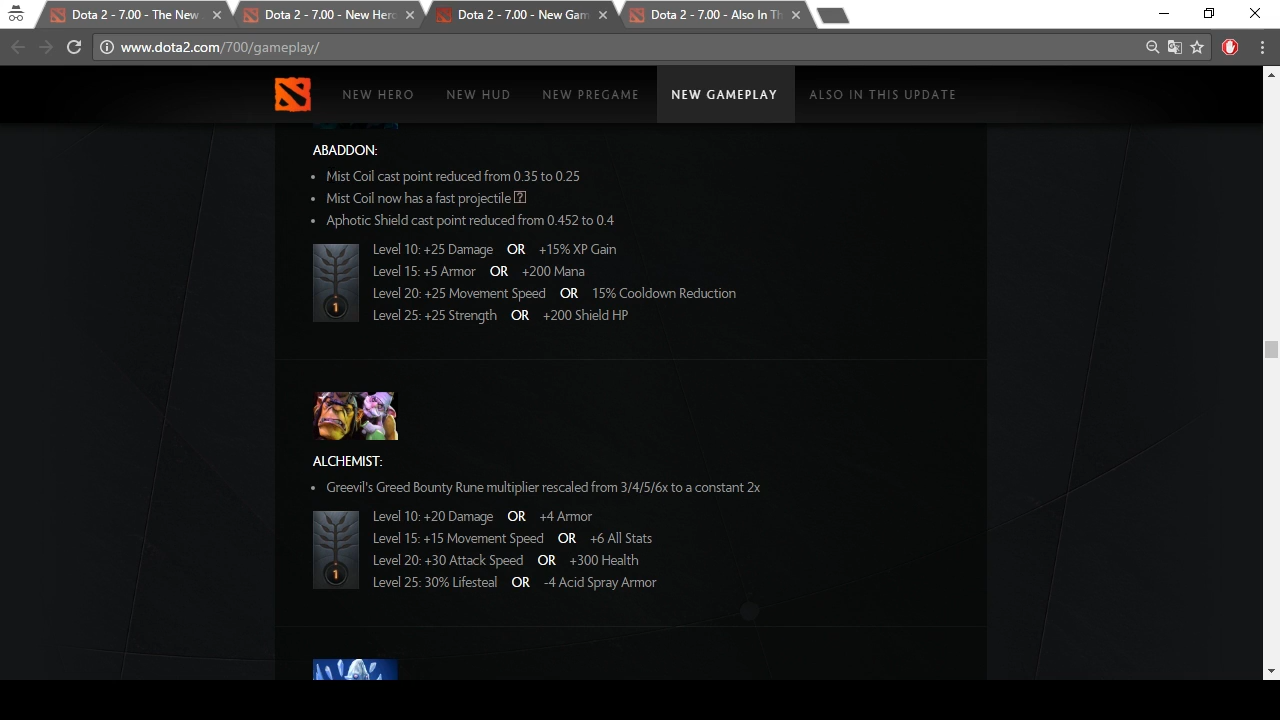 Dota 2 - 7.00 - The New
Dota 2 - 7.00 - New Herc
Dota 2 - 7.00 - New Gam
Dota 2 - 7.00 - Also In Th
www.dota2.com/700/gameplay/
NEW HERO
NEW HUD
NEW PREGAME
NEW GAMEPLAY
ALSO IN THIS UPDATE
ABADDON:
• Mist Coil cast point reduced from 0.35 to 0.25
• Mist Coil now has a fast projectile ?
• Aphotic Shield cast point reduced from 0.452 to 0.4
1
Level 10: +25 Damage OR +15% XP Gain
Level 15: +5 Armor OR +200 Mana
Level 20: +25 Movement Speed OR 15% Cooldown Reduction
Level 25: +25 Strength OR +200 Shield HP
ALCHEMIST:
• Greevil's Greed Bounty Rune multiplier rescaled from 3/4/5/6x to a constant 2x
1
Level 10: +20 Damage OR +4 Armor
Level 15: +15 Movement Speed OR +6 All Stats
Level 20: +30 Attack Speed OR +300 Health
Level 25: 30% Lifesteal OR -4 Acid Spray Armor